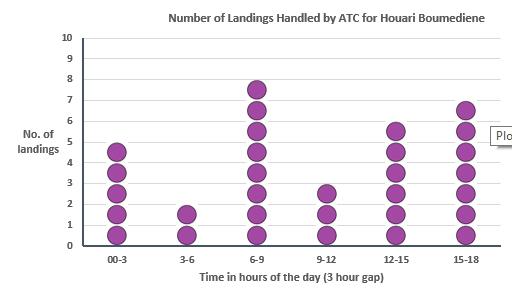 Number of Landings Handled by ATC for Houari Boumediene
10
9
8
7
6
5
4
3
2
1
0
No. of
landings
Plo
00-3 3-6 6-9 9-12 12-15 15-18
Time in hours of the day (3 hour gap)